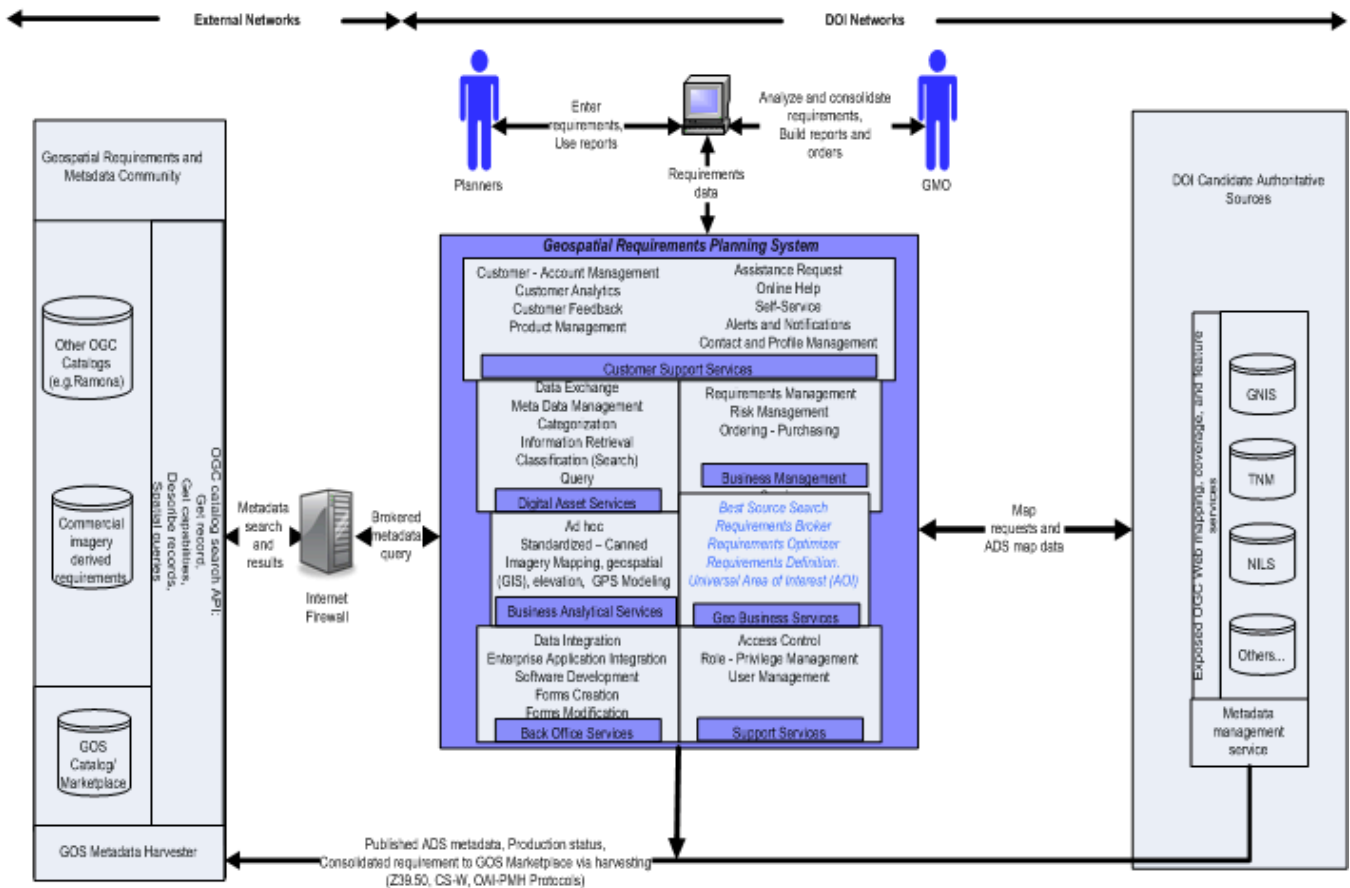 External Networks
DOI Networks
Enter
requirements,
Use reports
Analyze and consolidate
requirements,
Build reports and
orders
Planners
GMO
Requirements
data
Geospatial Requirements and
Metadata Community
Other OGC
Catalogs
(e.g.Ramona)
Commercial
imagery
derived
requirements
GOS
Catalog/
Marketplace
OGC catalog search API:
Get record,
Get capabilities,
Describe records,
Spatial queries
GOS Metadata Harvester
Metadata
search
and
results
Internet
Firewall
Brokered
metadata
query
Geospatial Requirements Planning System
Customer - Account Management
Customer Analytics
Customer Feedback
Product Management
Assistance Request
Online Help
Self-Service
Alerts and Notifications
Contact and Profile Management
Customer Support Services
Data Exchange
Meta Data Management
Categorization
Information Retrieval
Classification (Search)
Query
Digital Asset Services
Requirements Management
Risk Management
Ordering - Purchasing
Business Management
Ad hoc
Standardized – Canned
Imagery Mapping, geospatial
(GIS), elevation, GPS Modeling
Business Analytical Services
Best Source Search
Requirements Broker
Requirements Optimizer
Requirements Definition.
Universal Area of Interest (AOI)
Geo Business Services
Data Integration
Enterprise Application Integration
Software Development
Forms Creation
Forms Modification
Back Office Services
Access Control
Role - Privilege Management
User Management
Support Services
Map
requests and
ADS map data
DOI Candidate Authoritative
Sources
Exposed OGC Web mapping, coverage, and feature
services
GNIS
TNM
NILS
Others...
Metadata
management
service
Published ADS metadata, Production status,
Consolidated requirement to GOS Marketplace via harvesting
(Z39.50, CS-W, OAI-PMH Protocols)